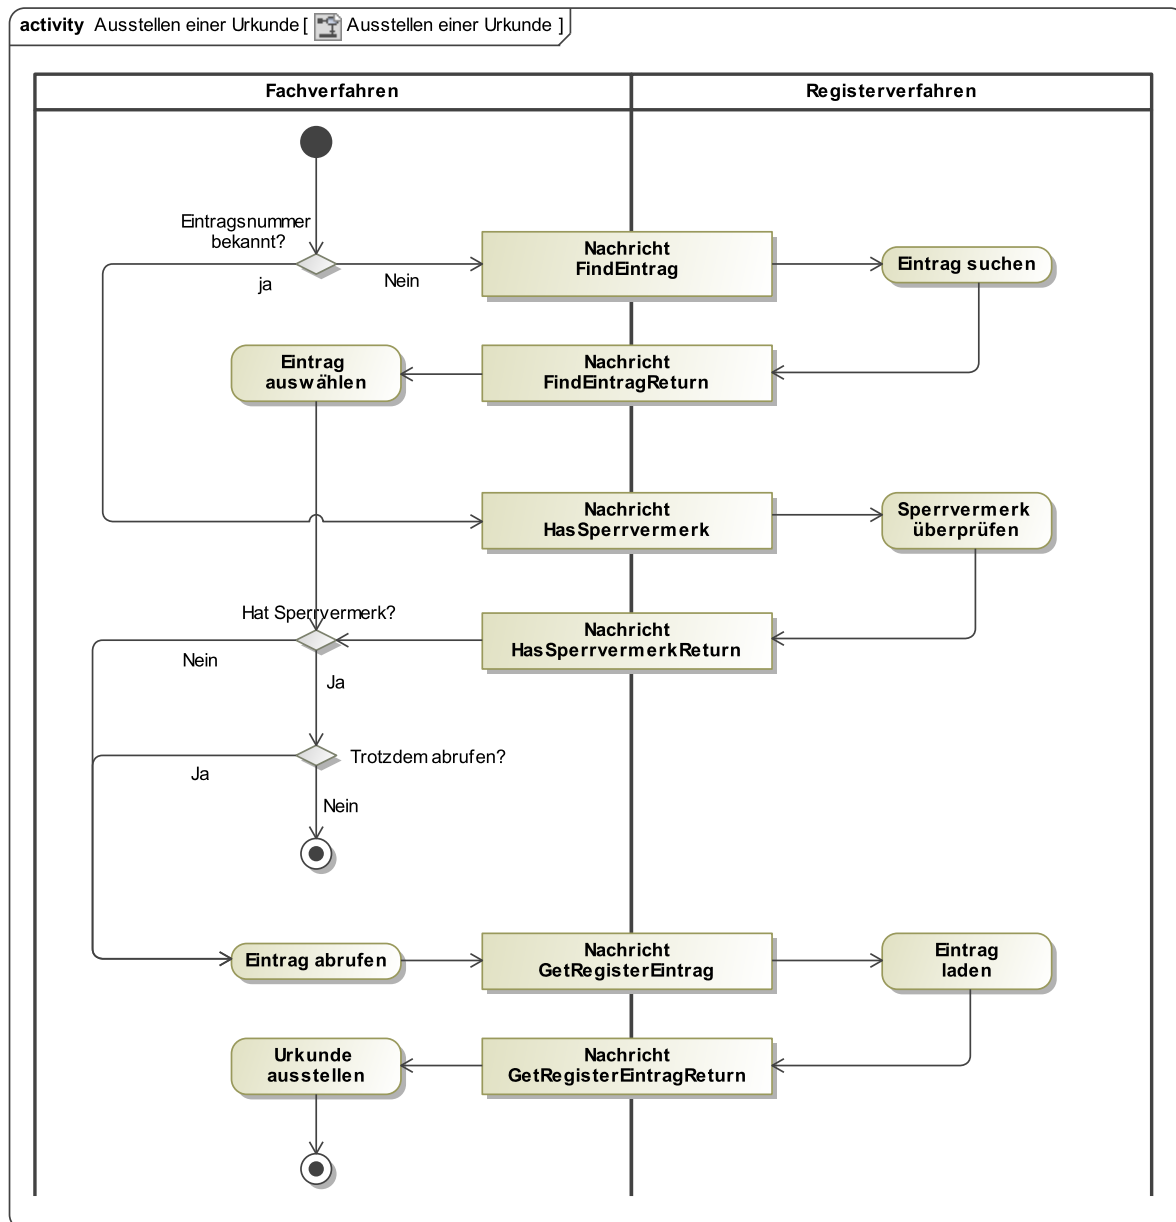 activity Ausstellen einer Urkunde [ Ausstellen einer Urkunde ]
Fachverfahren
Registerverfahren
Eintragsnummer
bekannt?
ja
Nein
Nachricht
FindEintrag
Eintrag suchen
Eintrag
auswählen
Nachricht
FindEintragReturn
Nachricht
HasSperrvermerk
Sperrvermerk
überprüfen
Hat Sperrvermerk?
Nein
Ja
Nachricht
HasSperrvermerkReturn
Trotzdem abrufen?
Ja
Nein
Eintrag abrufen
Nachricht
GetRegisterEintrag
Eintrag
laden
Urkunde
ausstellen
Nachricht
GetRegisterEintragReturn